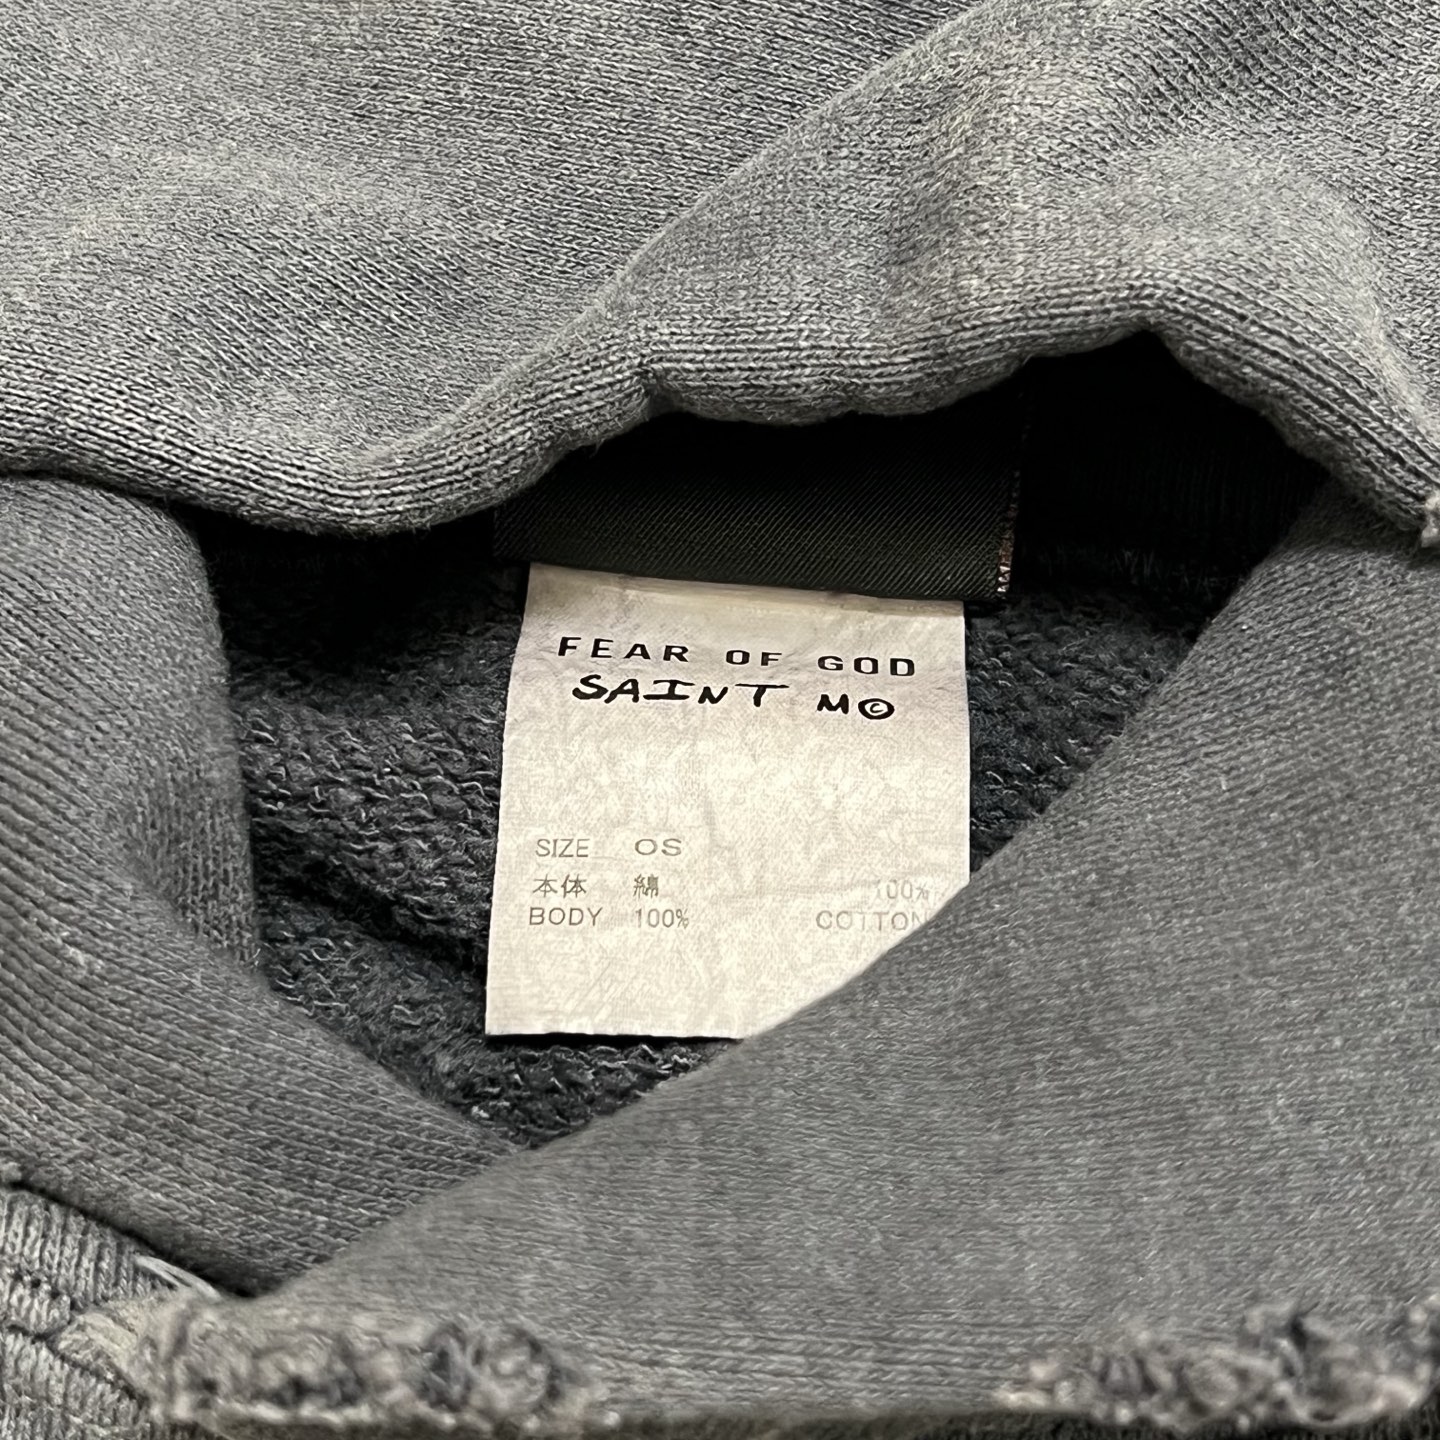 FEAR OF GOD
SAINT M©
SIZE OS
本体 綿 100%
BODY 100% COTTON